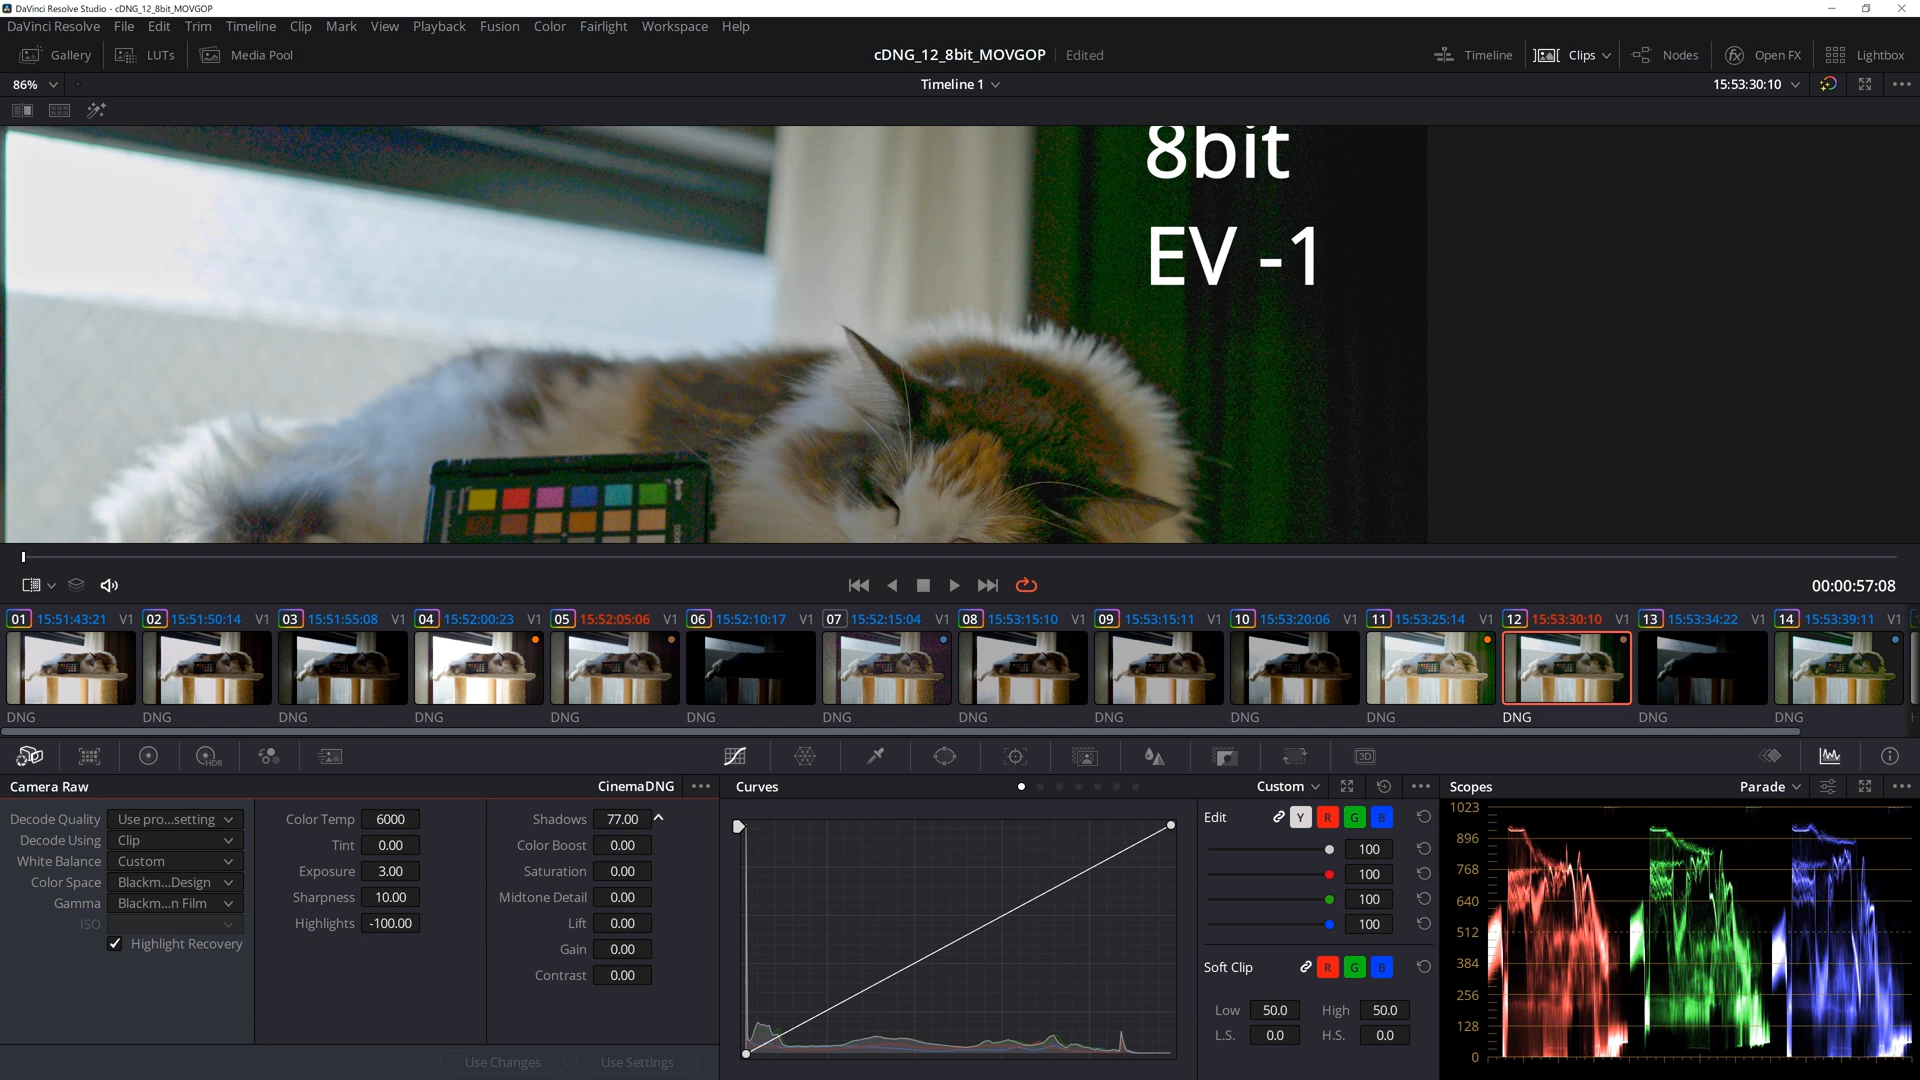 DaVinci Resolve Studio - cDNG_12_8bit_MOVGOP
DaVinci Resolve File Edit Trim Timeline Clip Mark View Playback Fusion Color Fairlight Workspace Help
Gallery LUTs Media Pool cDNG_12_8bit_MOVGOP Edited Timeline Clips Nodes Open FX Lightbox
86% Timeline 1 15:53:30:10
8bit
EV -1
00:00:57:08
01 15:51:43:21 V1 02 15:51:50:14 V1 03 15:51:55:08 V1 04 15:52:00:23 V1 05 15:52:05:06 V1 06 15:52:10:17 V1 07 15:52:15:04 V1 08 15:53:15:10 V1 09 15:53:15:11 V1 10 15:53:20:06 V1 11 15:53:25:14 V1 12 15:53:30:10 V1 13 15:53:34:22 V1 14 15:53:39:11 V1
DNG DNG DNG DNG DNG DNG DNG DNG DNG DNG DNG DNG DNG DNG
HDR 3D
Camera Raw CinemaDNG
Decode Quality Use pro...setting
Decode Using Clip
White Balance Custom
Color Space Blackm...Design
Gamma Blackm...n Film
ISO
Highlight Recovery
Color Temp 6000
Tint 0.00
Exposure 3.00
Sharpness 10.00
Highlights -100.00
Shadows 77.00
Color Boost 0.00
Saturation 0.00
Midtone Detail 0.00
Lift 0.00
Gain 0.00
Contrast 0.00
Use Changes Use Settings
Curves Custom
Edit Y R G B
100
100
100
100
Soft Clip R G B
Low 50.0 High 50.0
L.S. 0.0 H.S. 0.0
Scopes Parade
1023
896
768
640
512
384
256
128
0